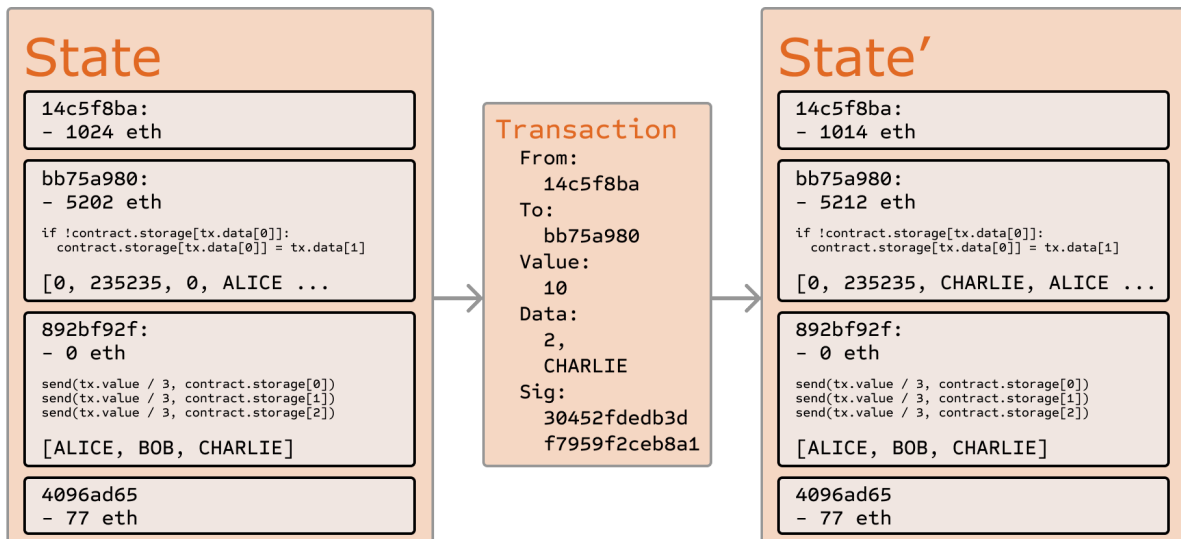 State
14c5f8ba:
- 1024 eth
bb75a980:
- 5202 eth
if !contract.storage[tx.data[0]]:
contract.storage[tx.data[0]] = tx.data[1]
[0, 235235, 0, ALICE ...
892bf92f:
- 0 eth
send(tx.value / 3, contract.storage[0])
send(tx.value / 3, contract.storage[1])
send(tx.value / 3, contract.storage[2])
[ALICE, BOB, CHARLIE]
4096ad65
- 77 eth
Transaction
From:
14c5f8ba
To:
bb75a980
Value:
10
Data:
2,
CHARLIE
Sig:
30452fdedb3d
f7959f2ceb8a1
State′
14c5f8ba:
- 1014 eth
bb75a980:
- 5212 eth
if !contract.storage[tx.data[0]]:
contract.storage[tx.data[0]] = tx.data[1]
[0, 235235, CHARLIE, ALICE ...
892bf92f:
- 0 eth
send(tx.value / 3, contract.storage[0])
send(tx.value / 3, contract.storage[1])
send(tx.value / 3, contract.storage[2])
[ALICE, BOB, CHARLIE]
4096ad65
- 77 eth